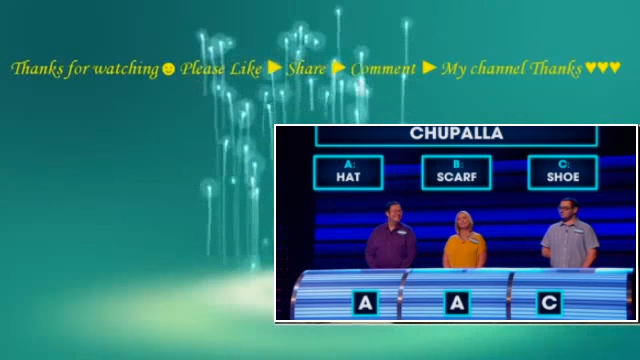 Thanks for watching☻Please Like ►Share ►Comment ►My channel Thanks ♥♥♥
CHUPALLA
A: HAT
B: SCARF
C: SHOE
A A C